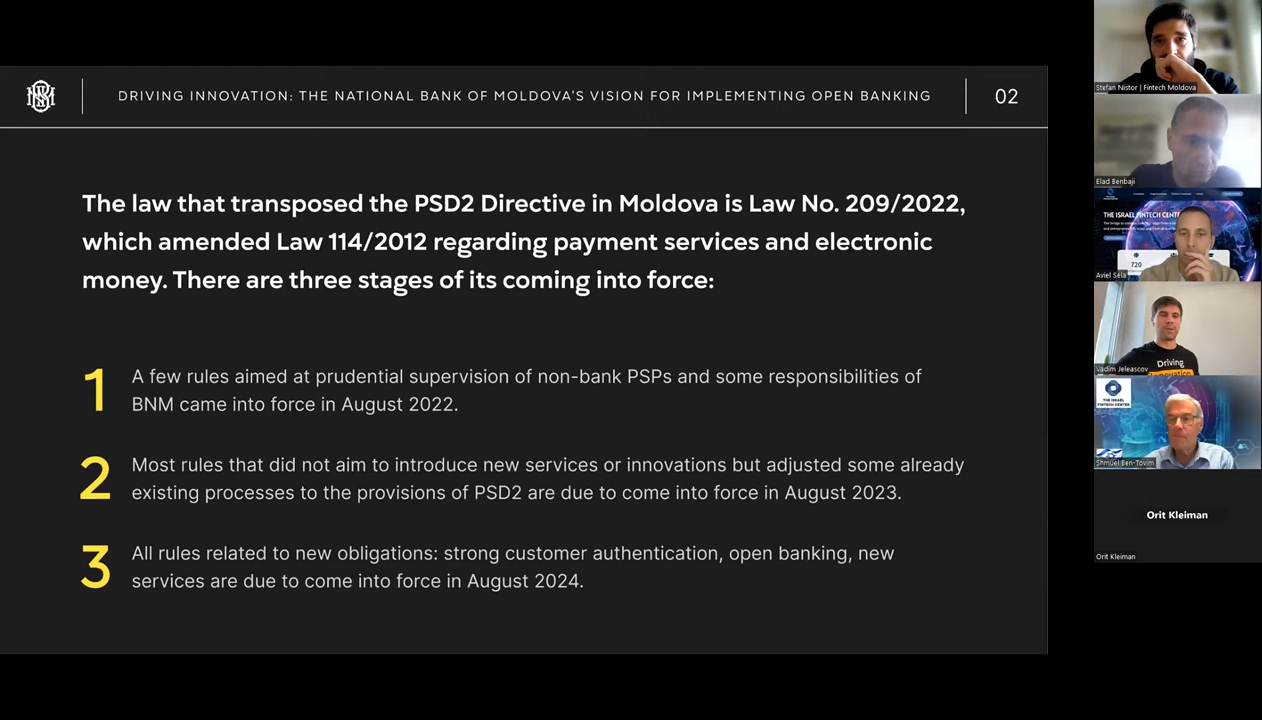 DRIVING INNOVATION: THE NATIONAL BANK OF MOLDOVA'S VISION FOR IMPLEMENTING OPEN BANKING
02
The law that transposed the PSD2 Directive in Moldova is Law No. 209/2022,
which amended Law 114/2012 regarding payment services and electronic
money. There are three stages of its coming into force:
1
A few rules aimed at prudential supervision of non-bank PSPs and some responsibilities of
BNM came into force in August 2022.
2
Most rules that did not aim to introduce new services or innovations but adjusted some already
existing processes to the provisions of PSD2 are due to come into force in August 2023.
3
All rules related to new obligations: strong customer authentication, open banking, new
services are due to come into force in August 2024.
Stefan Nistor | Fintech Moldova
Elad Benbaji
THE ISRAEL FINTECH CENT
720
Aviel Sela
Driving
Vadim Jeleascov
THE ISRAEL
FINTECH CENTER
Shmuel Ben-Tovim
Orit Kleiman
Orit Kleiman